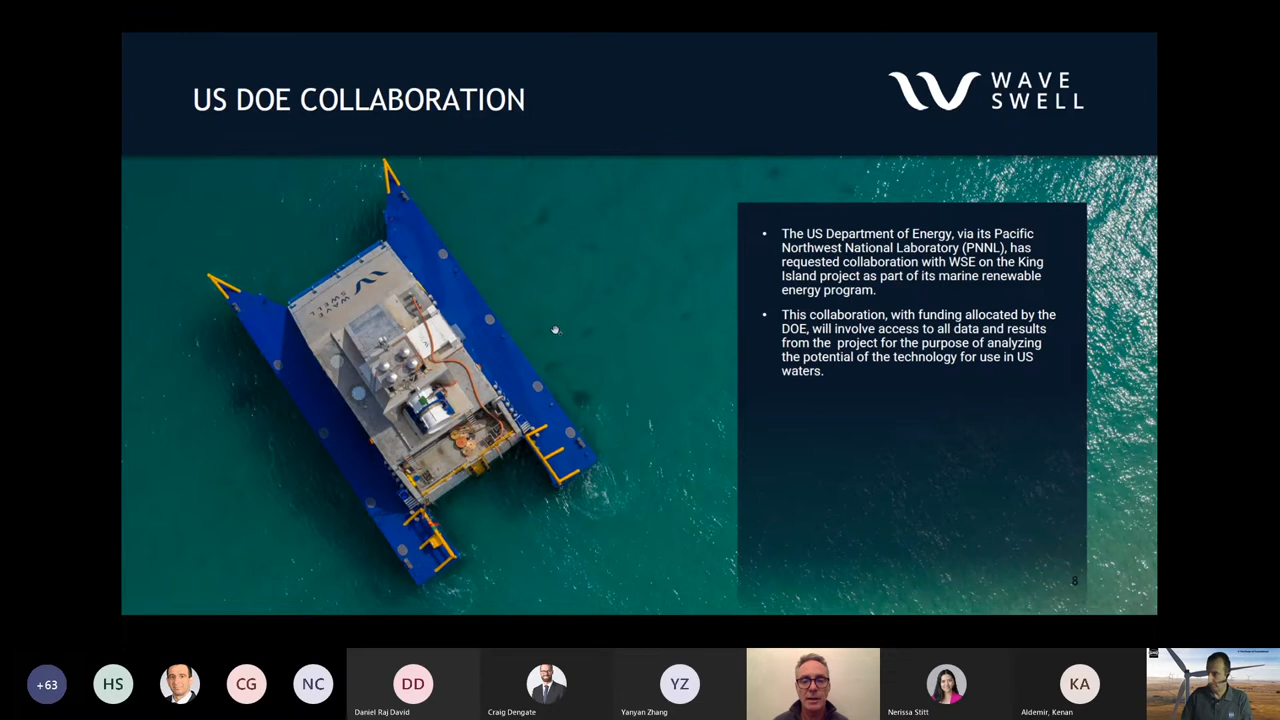 US DOE COLLABORATION
WAVE
SWELL
WAVE
SWELL
• The US Department of Energy, via its Pacific
Northwest National Laboratory (PNNL), has
requested collaboration with WSE on the King
Island project as part of its marine renewable
energy program.
• This collaboration, with funding allocated by the
DOE, will involve access to all data and results
from the project for the purpose of analyzing
the potential of the technology for use in US
waters.
8
+63
HS
CG
NC
DD
YZ
KA
Daniel Raj David
Craig Dengate
Yanyan Zhang
Nerissa Stitt
Aldemir, Kenan